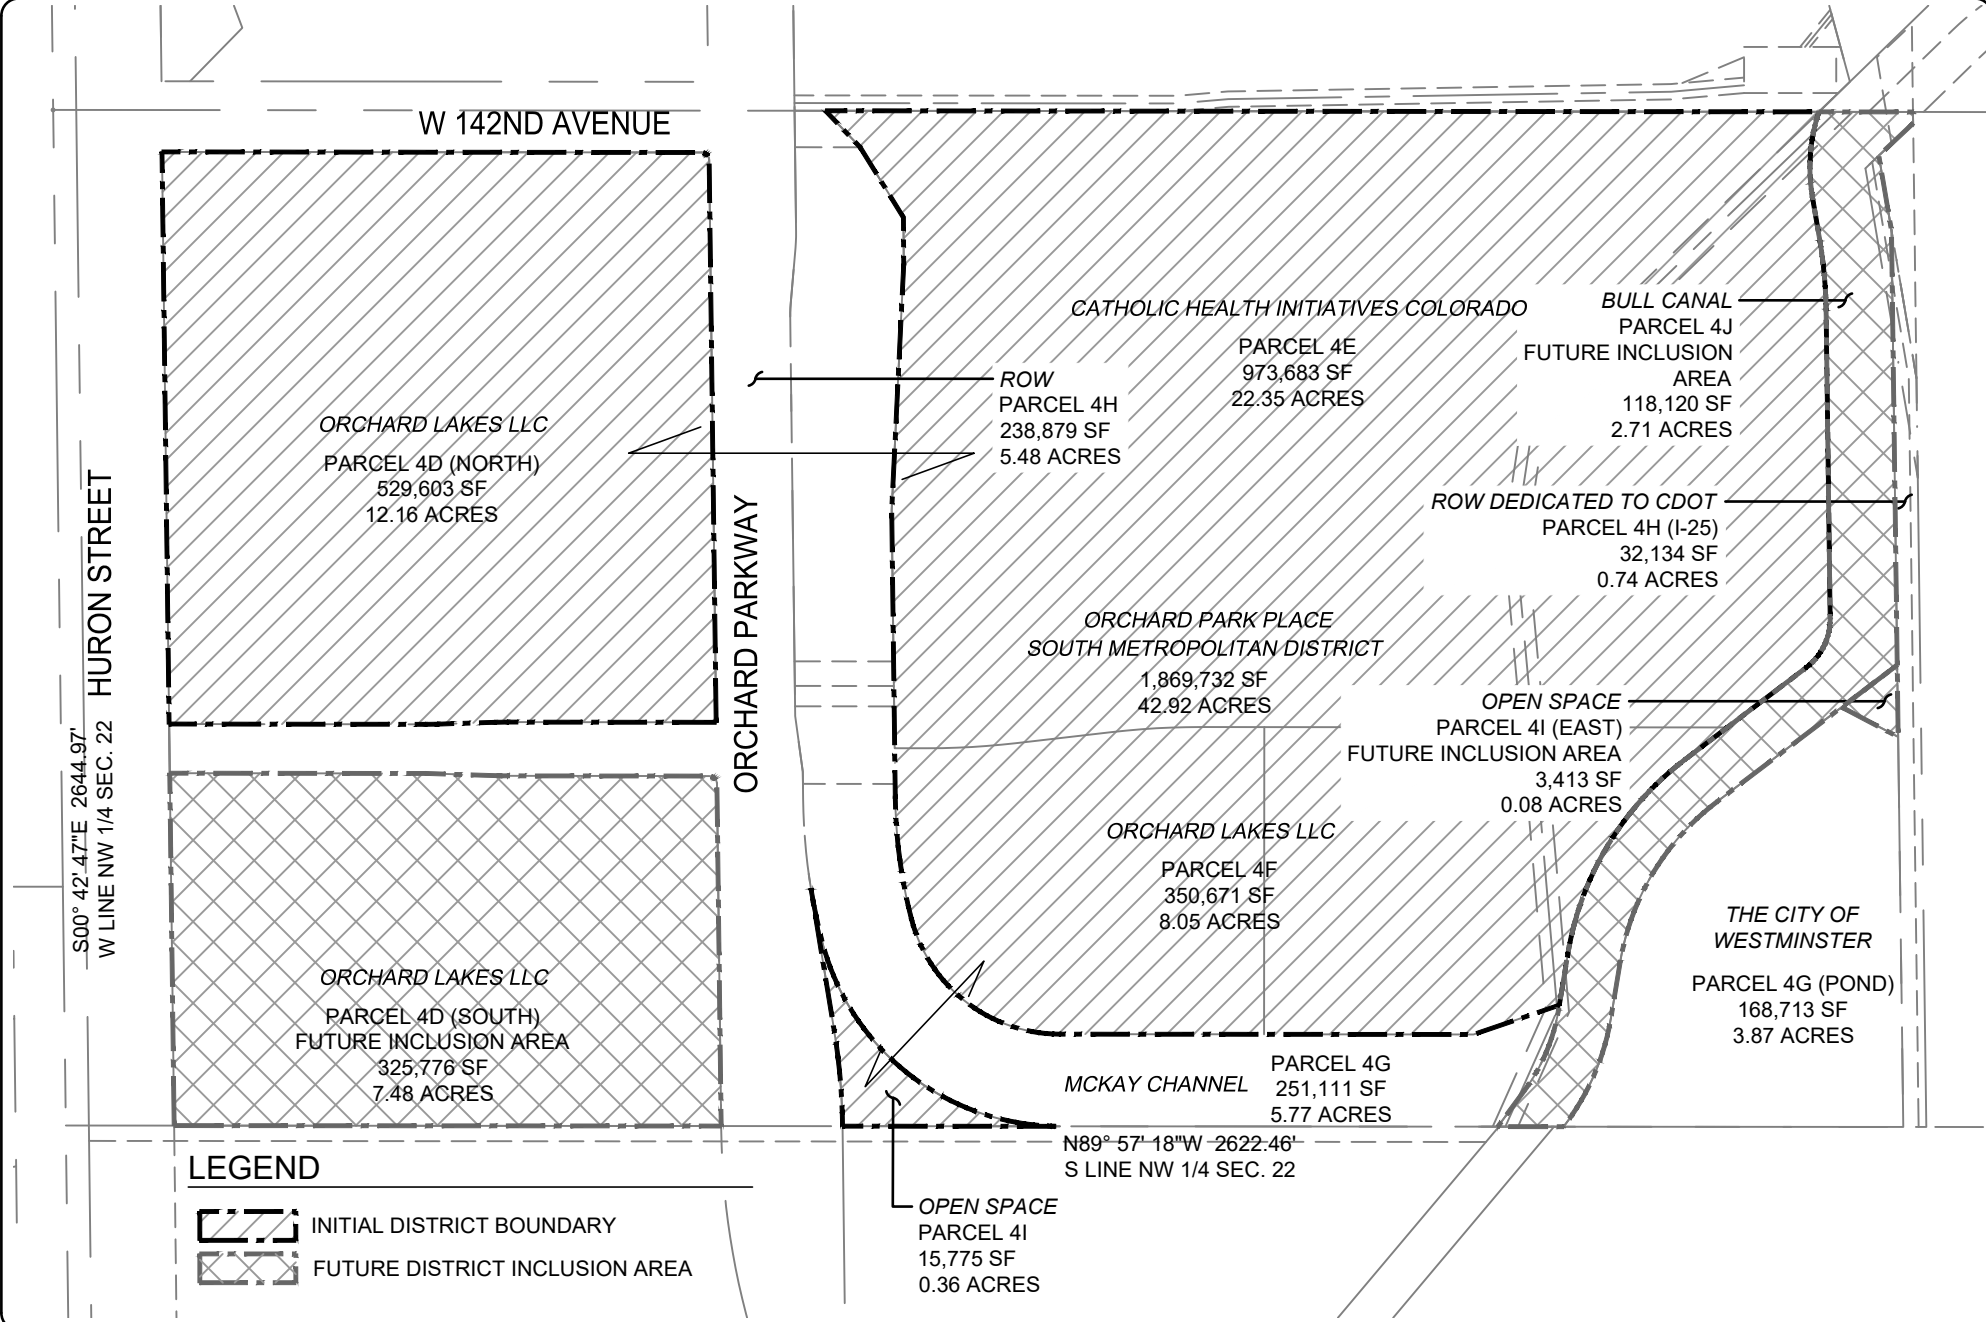 W 142ND AVENUE
HURON STREET
S00° 42' 47"E 2644.97'
W LINE NW 1/4 SEC. 22
ORCHARD LAKES LLC
PARCEL 4D (NORTH)
529,603 SF
12.16 ACRES
ORCHARD PARKWAY
ROW
PARCEL 4H
238,879 SF
5.48 ACRES
CATHOLIC HEALTH INITIATIVES COLORADO
PARCEL 4E
973,683 SF
22.35 ACRES
BULL CANAL
PARCEL 4J
FUTURE INCLUSION
AREA
118,120 SF
2.71 ACRES
ROW DEDICATED TO CDOT
PARCEL 4H (I-25)
32,134 SF
0.74 ACRES
ORCHARD PARK PLACE
SOUTH METROPOLITAN DISTRICT
1,869,732 SF
42.92 ACRES
OPEN SPACE
PARCEL 4I (EAST)
FUTURE INCLUSION AREA
3,413 SF
0.08 ACRES
ORCHARD LAKES LLC
PARCEL 4F
350,671 SF
8.05 ACRES
THE CITY OF
WESTMINSTER
PARCEL 4G (POND)
168,713 SF
3.87 ACRES
ORCHARD LAKES LLC
PARCEL 4D (SOUTH)
FUTURE INCLUSION AREA
325,776 SF
7.48 ACRES
MCKAY CHANNEL
PARCEL 4G
251,111 SF
5.77 ACRES
N89° 57' 18"W 2622.46'
S LINE NW 1/4 SEC. 22
OPEN SPACE
PARCEL 4I
15,775 SF
0.36 ACRES
LEGEND
INITIAL DISTRICT BOUNDARY
FUTURE DISTRICT INCLUSION AREA